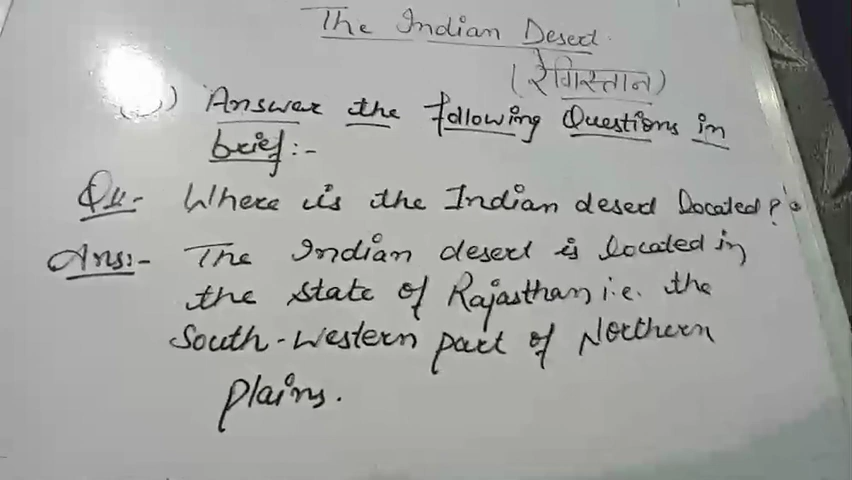 The Indian Desert.
(रेगिस्तान)
Answer the following Questions in
brief:-
Qu- Where is the Indian desert located?
Ans:- The Indian desert is located in
the state of Rajasthan i.e. the
South-Western part of Northern
plains.